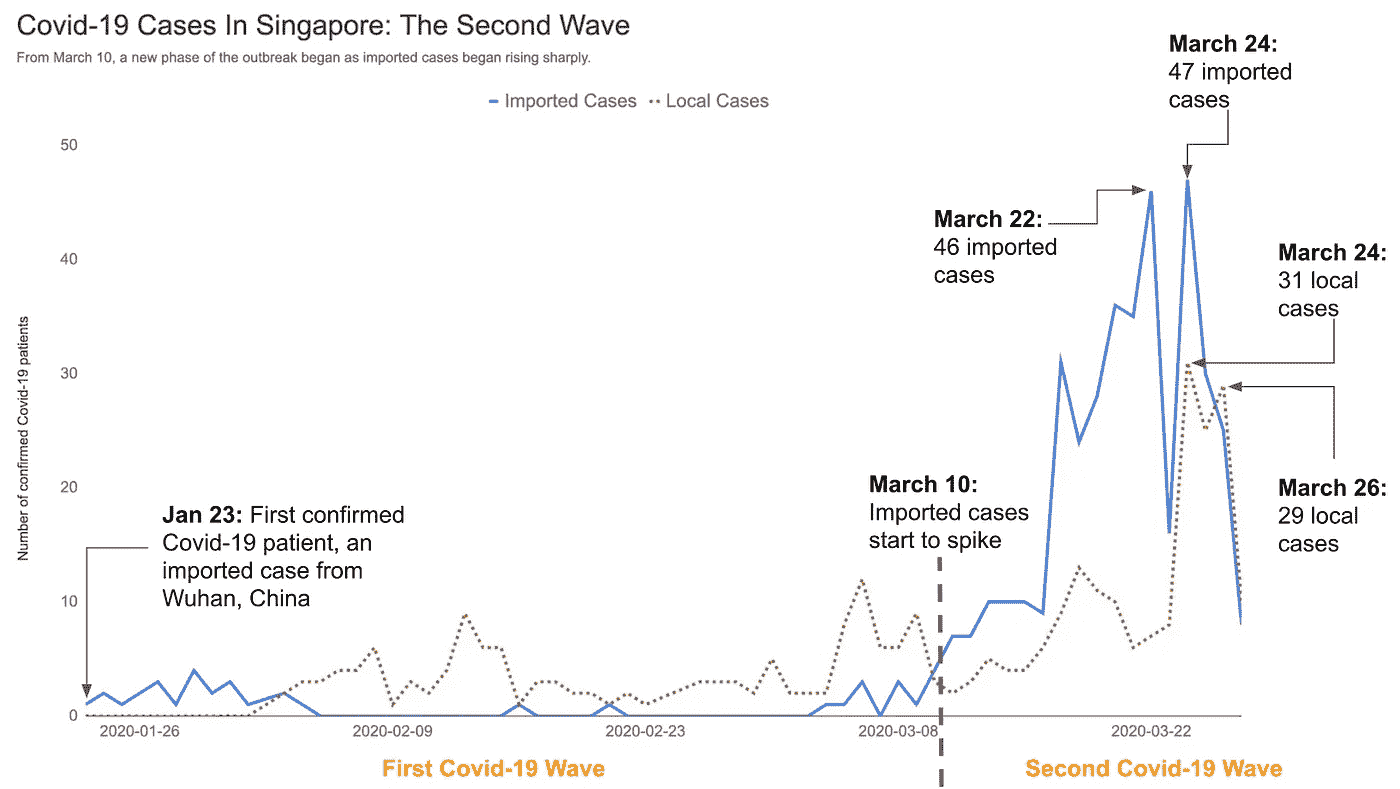 Covid-19 Cases In Singapore: The Second Wave
From March 10, a new phase of the outbreak began as imported cases began rising sharply.
Imported Cases
Local Cases
Number of confirmed Covid-19 patients
50
40
30
20
10
0
Jan 23: First confirmed
Covid-19 patient, an
imported case from
Wuhan, China
March 10:
Imported cases
start to spike
March 22:
46 imported
cases
March 24:
47 imported
cases
March 24:
31 local
cases
March 26:
29 local
cases
2020-01-26
2020-02-09
2020-02-23
2020-03-08
2020-03-22
First Covid-19 Wave
Second Covid-19 Wave